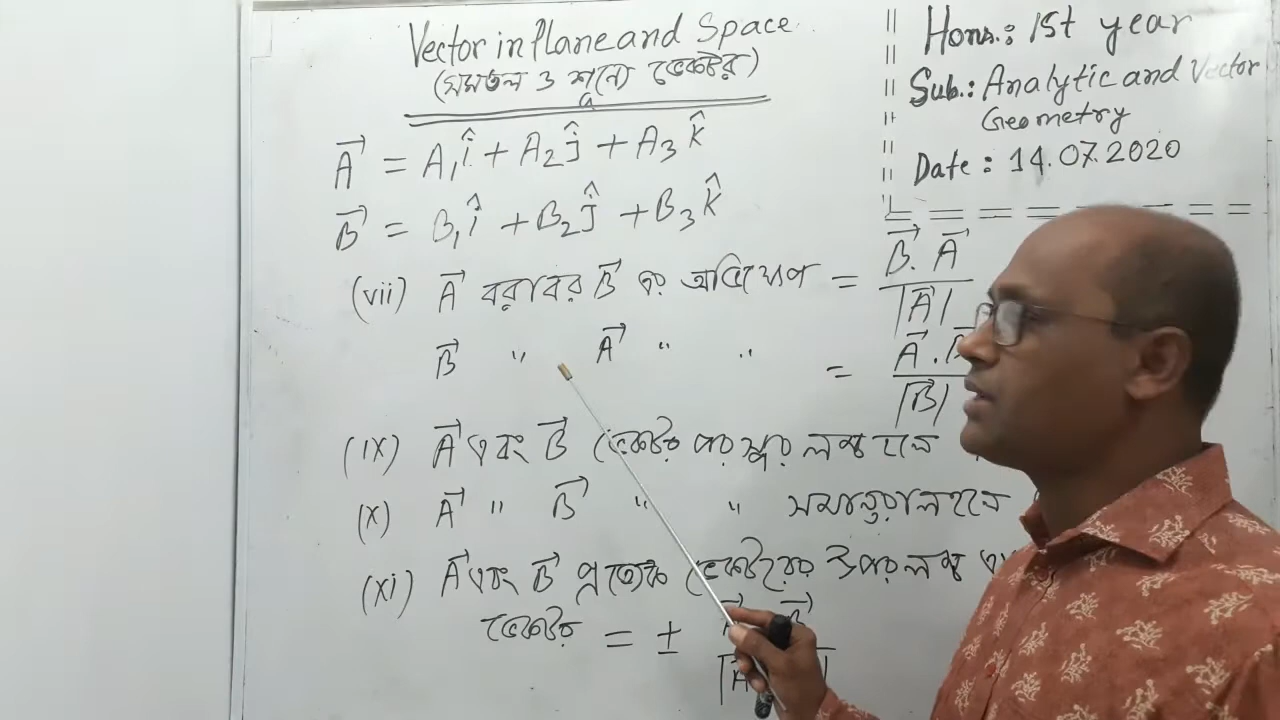 Vector in Plane and Space
(সমতল ও শূন্যে ভেক্টর)
Hons.: 1st year
Sub.: Analytic and Vector
Geometry
Date: 14.07.2020
A⃗ = A₁î + A₂ĵ + A₃k̂
B⃗ = B₁î + B₂ĵ + B₃k̂
(vii) A⃗ বরাবর B⃗ এর অভিক্ষেপ = B⃗. A⃗ / |A⃗|
B⃗ " A⃗ " " = A⃗. / |B⃗|
(ix) A⃗ এবং B⃗ ভেক্টর পরস্পর লম্ব হলে
(x) A⃗ " B⃗ " " সমান্তরাল হলে
(xi) A⃗ এবং B⃗ প্রত্যেক ভেক্টরের উপর লম্ব
ভেক্টর = ±